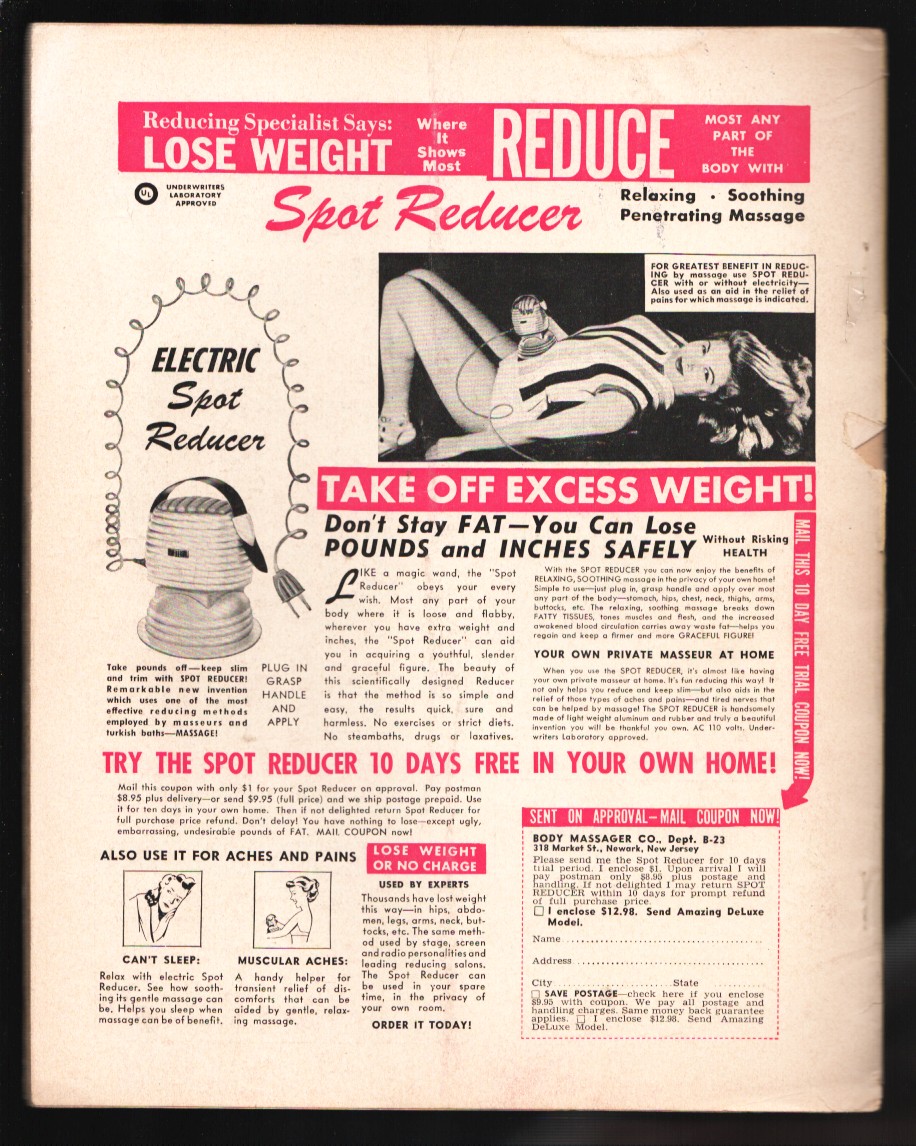 Reducing Specialist Says:
LOSE WEIGHT
Where
It
Shows
Most
REDUCE
MOST ANY
PART OF
THE
BODY WITH
UL
UNDERWRITERS
LABORATORY
APPROVED
Spot Reducer
Relaxing · Soothing
Penetrating Massage
FOR GREATEST BENEFIT IN REDUC-
ING by massage use SPOT REDU-
CER with or without electricity—
Also used as an aid in the relief of
pains for which massage is indicated.
ELECTRIC
Spot
Reducer
TAKE OFF EXCESS WEIGHT!
Don't Stay FAT—You Can Lose
POUNDS and INCHES SAFELY
Without Risking
HEALTH
MAIL THIS 10 DAY FREE TRIAL COUPON NOW!
LIKE a magic wand, the "Spot
Reducer" obeys your every
wish. Most any part of your
body where it is loose and flabby,
wherever you have extra weight and
inches, the "Spot Reducer" can aid
you in acquiring a youthful, slender
and graceful figure. The beauty of
this scientifically designed Reducer
is that the method is so simple and
easy, the results quick, sure and
harmless. No exercises or strict diets.
No steambaths, drugs or laxatives.
With the SPOT REDUCER you can now enjoy the benefits of
RELAXING, SOOTHING massage in the privacy of your own home!
Simple to use—just plug in, grasp handle and apply over most
any part of the body—stomach, hips, chest, neck, thighs, arms,
buttocks, etc. The relaxing, soothing massage breaks down
FATTY TISSUES, tones muscles and flesh, and the increased
awakened blood circulation carries away waste fat—helps you
regain and keep a firmer and more GRACEFUL FIGURE!
YOUR OWN PRIVATE MASSEUR AT HOME
When you use the SPOT REDUCER, it's almost like having
your own private masseur at home. It's fun reducing this way! It
not only helps you reduce and keep slim—but also aids in the
relief of those types of aches and pains—and tired nerves that
can be helped by massage! The SPOT REDUCER is handsomely
made of light weight aluminum and rubber and truly a beautiful
invention you will be thankful you own. AC 110 volts. Under-
writers Laboratory approved.
Take pounds off—keep slim
and trim with SPOT REDUCER!
Remarkable new invention
which uses one of the most
effective reducing methods
employed by masseurs and
turkish baths—MASSAGE!
PLUG IN
GRASP
HANDLE
AND
APPLY
TRY THE SPOT REDUCER 10 DAYS FREE IN YOUR OWN HOME!
Mail this coupon with only $1 for your Spot Reducer on approval. Pay postman
$8.95 plus delivery—or send $9.95 (full price) and we ship postage prepaid. Use
it for ten days in your own home. Then if not delighted return Spot Reducer for
full purchase price refund. Don't delay! You have nothing to lose—except ugly,
embarrassing, undesirable pounds of FAT. MAIL COUPON now!
ALSO USE IT FOR ACHES AND PAINS
CAN'T SLEEP:
Relax with electric Spot
Reducer. See how sooth-
ing its gentle massage can
be. Helps you sleep when
massage can be of benefit.
MUSCULAR ACHES:
A handy helper for
transient relief of dis-
comforts that can be
aided by gentle, relax-
ing massage.
LOSE WEIGHT
OR NO CHARGE
USED BY EXPERTS
Thousands have lost weight
this way—in hips, abdo-
men, legs, arms, neck, but-
tocks, etc. The same meth-
od used by stage, screen
and radio personalities and
leading reducing salons.
The Spot Reducer can
be used in your spare
time, in the privacy of
your own room.
ORDER IT TODAY!
SENT ON APPROVAL—MAIL COUPON NOW!
BODY MASSAGER CO., Dept. B-23
318 Market St., Newark, New Jersey
Please send me the Spot Reducer for 10 days
trial period. I enclose $1. Upon arrival I will
pay postman only $8.95 plus postage and
handling. If not delighted I may return SPOT
REDUCER within 10 days for prompt refund
of full purchase price.
☐ I enclose $12.98. Send Amazing DeLuxe
Model.
Name
Address
City State
☐ SAVE POSTAGE—check here if you enclose
$9.95 with coupon. We pay all postage and
handling charges. Same money back guarantee
applies. ☐ I enclose $12.98. Send Amazing
DeLuxe Model.